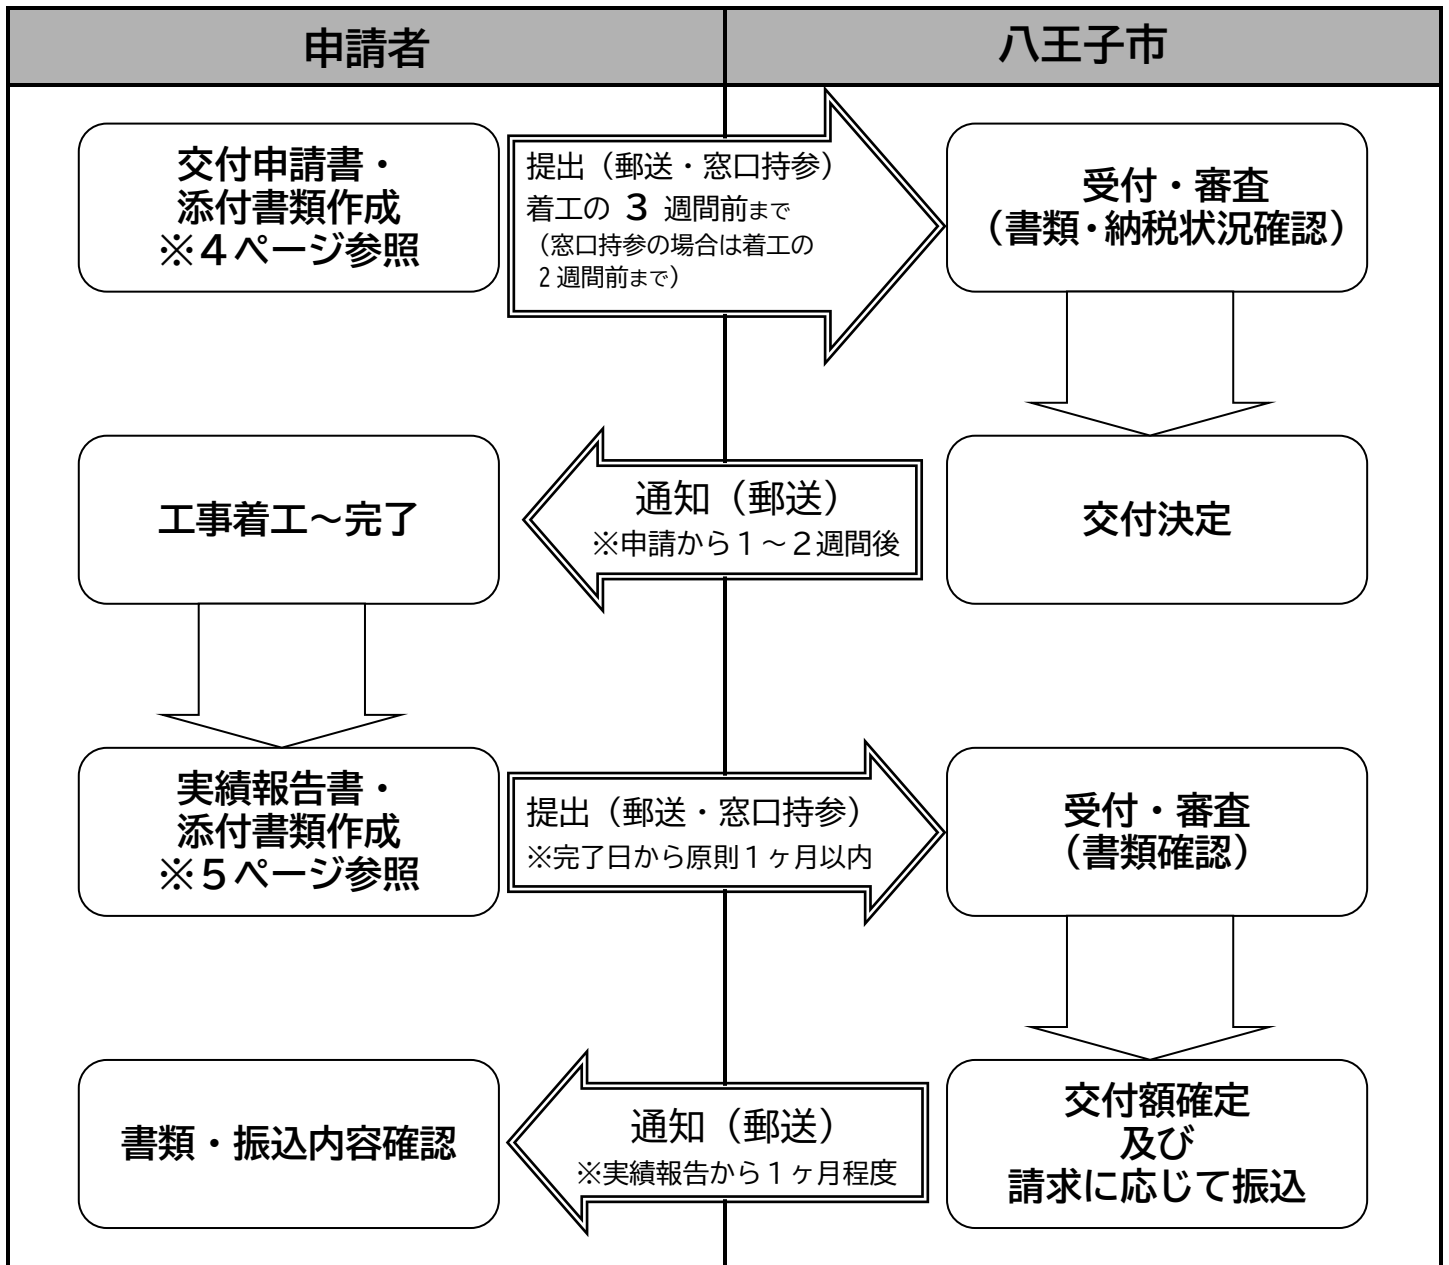 申請者
八王子市
交付申請書・
添付書類作成
※４ページ参照
提出（郵送・窓口持参）
着工の ３ 週間前まで
（窓口持参の場合は着工の
２週間前まで）
受付・審査
（書類・納税状況確認）
工事着工～完了
通知（郵送）
※申請から１～２週間後
交付決定
実績報告書・
添付書類作成
※５ページ参照
提出（郵送・窓口持参）
※完了日から原則１ヶ月以内
受付・審査
（書類確認）
書類・振込内容確認
通知（郵送）
※実績報告から１ヶ月程度
交付額確定
及び
請求に応じて振込